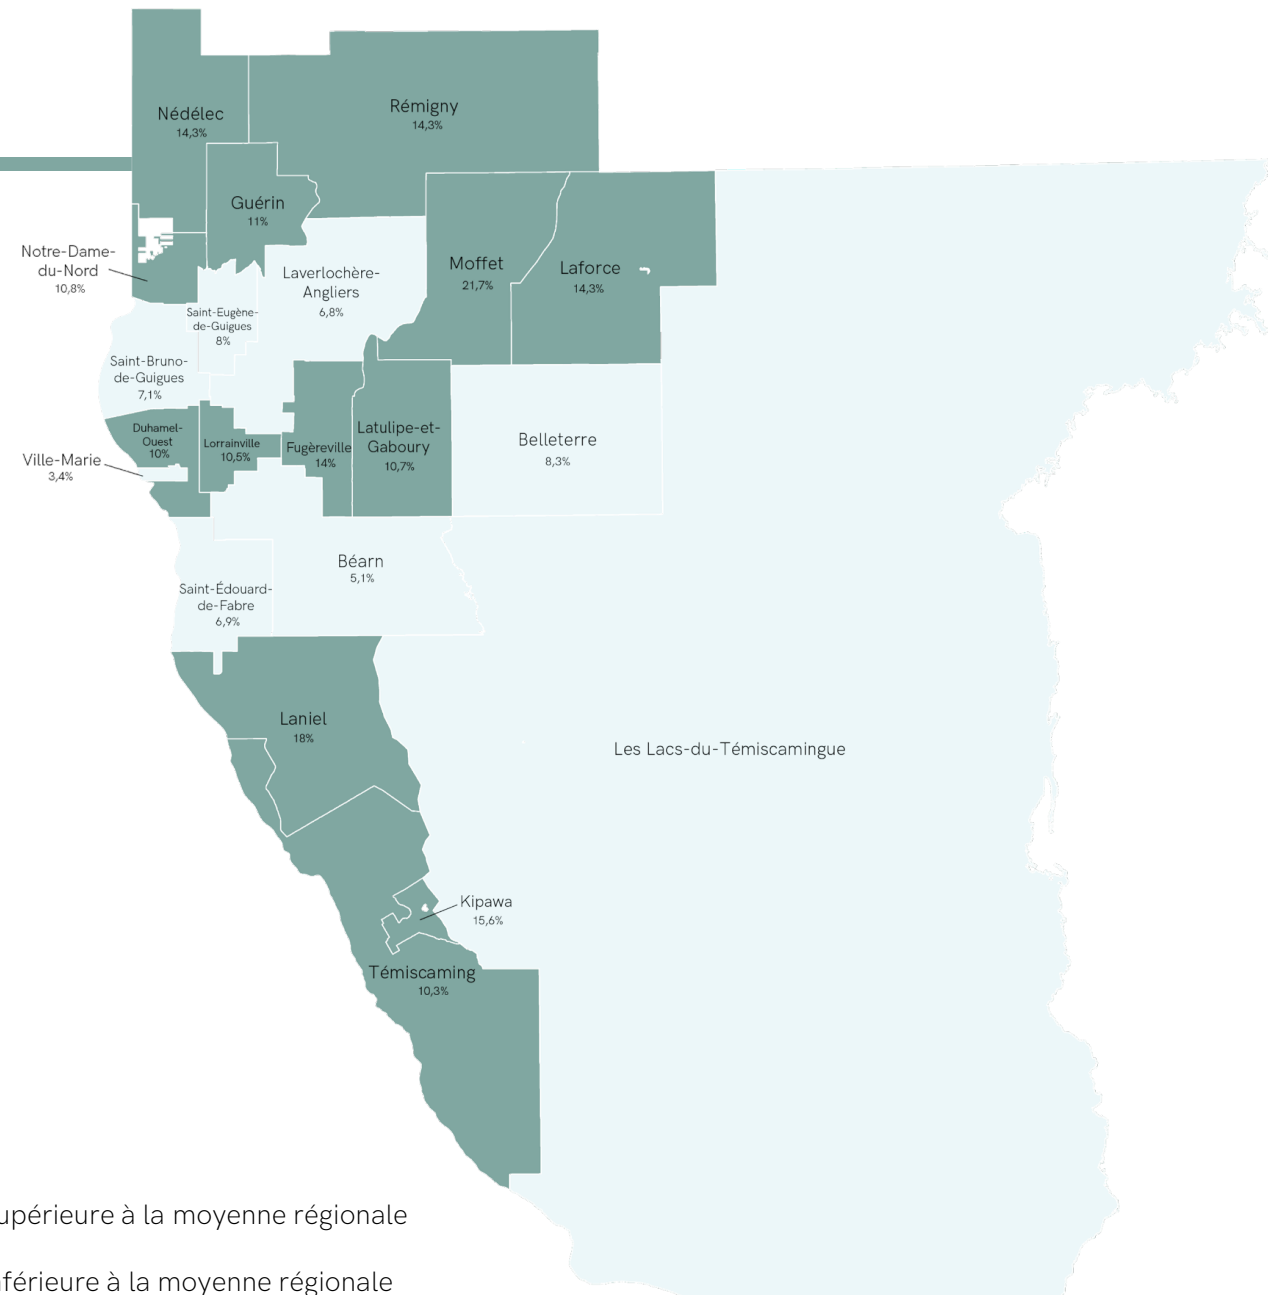 Nédélec
14,3%
Rémigny
14,3%
Guérin
11%
Notre-Dame-
du-Nord
10,8%
Laverlochère-
Angliers
6,8%
Moffet
21,7%
Laforce
14,3%
Saint-Eugène-
de-Guigues
8%
Saint-Bruno-
de-Guigues
7,1%
Duhamel-
Ouest
10%
Lorrainville
10,5%
Fugèreville
14%
Latulipe-et-
Gaboury
10,7%
Belleterre
8,3%
Ville-Marie
3,4%
Béarn
5,1%
Saint-Édouard-
de-Fabre
6,9%
Laniel
18%
Les Lacs-du-Témiscamingue
Kipawa
15,6%
Témiscaming
10,3%
upérieure à la moyenne régionale
nférieure à la moyenne régionale